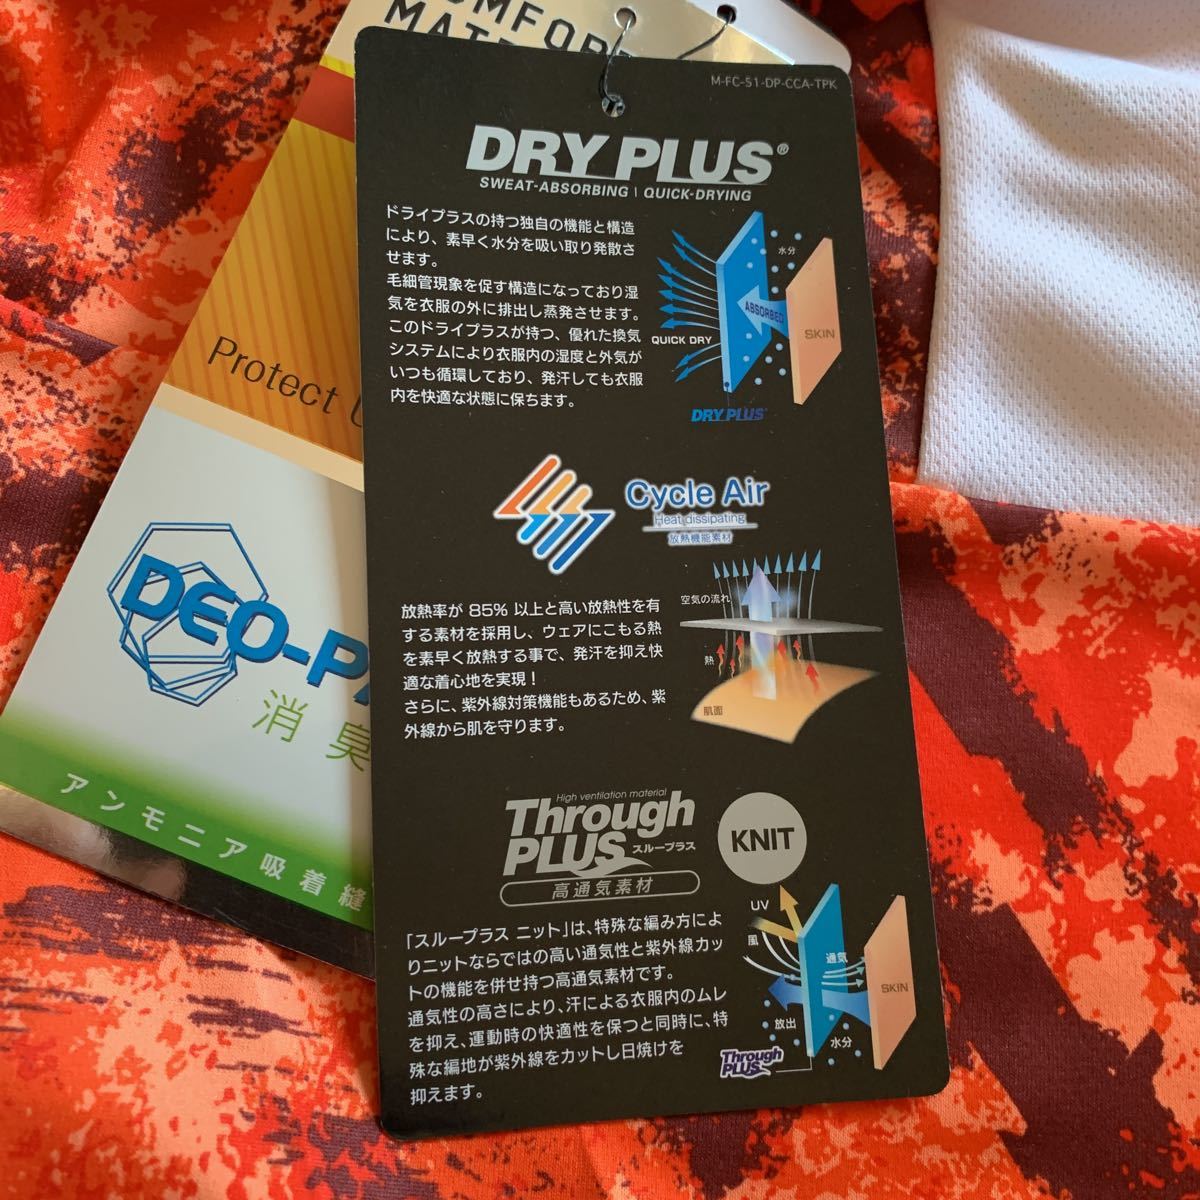 COMFORT
M-FC-S1-DP-CCA-TPK
DRY PLUS®
SWEAT-ABSORBING \ QUICK-DRYING
ドライプラスの持つ独自の機能と構造
により、素早く水分を吸い取り発散さ
せます。
毛細管現象を促す構造になっており湿
気を衣服の外に排出し蒸発させます。
このドライプラスが持つ、優れた換気
システムにより衣服内の湿度と外気が
いつも循環しており、発汗しても衣服
内を快適な状態に保ちます。
水分
ABSORBED
SKIN
QUICK DRY
DRY PLUS
Cycle Air
Heat dissipating
放熱機能素材
放熱率が 85% 以上と高い放熱性を有
する素材を採用し、ウェアにこもる熱
を素早く放熱する事で、発汗を抑え快
適な着心地を実現！
さらに、紫外線対策機能もあるため、紫
外線から肌を守ります。
空気の流れ
熱
肌面
High ventilation material
Through
PLUS スループラス
高通気素材
KNIT
「スループラス ニット」は、特殊な編み方によ
りニットならではの高い通気性と紫外線カッ
トの機能を併せ持つ高通気素材です。
通気性の高さにより、汗による衣服内のムレ
を抑え、運動時の快適性を保つと同時に、特
殊な編地が紫外線をカットし日焼けを
抑えます。
UV
風
通気
SKIN
放出
水分
Through
PLUS
Protect
DEO-PA
消臭
アンモニア吸着縫